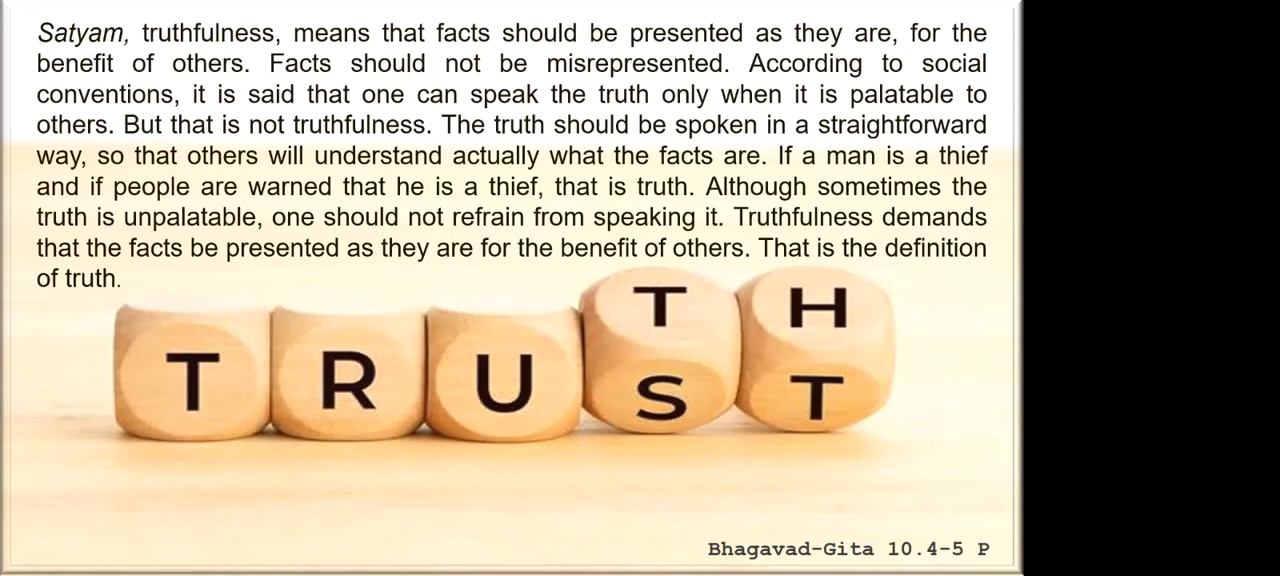 Satyam, truthfulness, means that facts should be presented as they are, for the
benefit of others. Facts should not be misrepresented. According to social
conventions, it is said that one can speak the truth only when it is palatable to
others. But that is not truthfulness. The truth should be spoken in a straightforward
way, so that others will understand actually what the facts are. If a man is a thief
and if people are warned that he is a thief, that is truth. Although sometimes the
truth is unpalatable, one should not refrain from speaking it. Truthfulness demands
that the facts be presented as they are for the benefit of others. That is the definition
of truth.
T H
T R U S T
Bhagavad-Gita 10.4-5 P